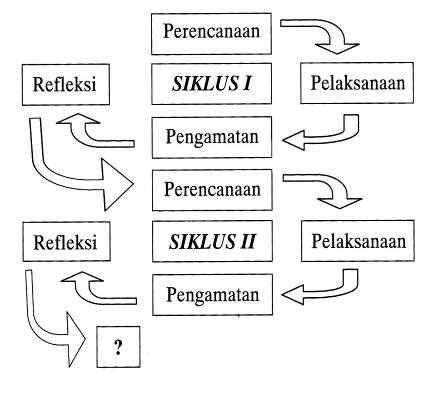 Perencanaan
Refleksi
SIKLUS I
Pelaksanaan
Pengamatan
Perencanaan
Refleksi
SIKLUS II
Pelaksanaan
Pengamatan
?